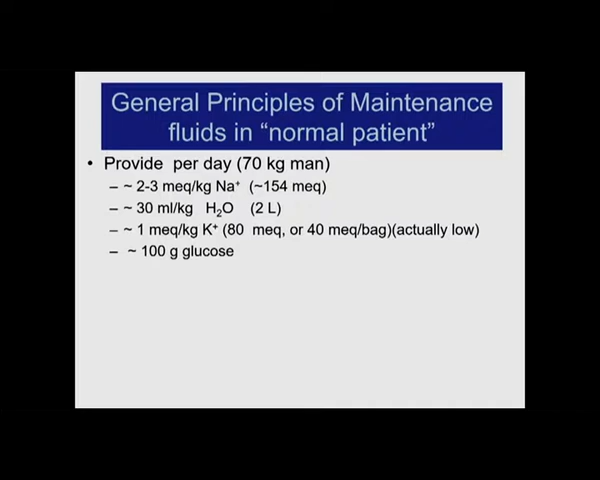 General Principles of Maintenance
fluids in “normal patient”
• Provide per day (70 kg man)
– ~ 2-3 meq/kg Na⁺ (~154 meq)
– ~ 30 ml/kg H₂O (2 L)
– ~ 1 meq/kg K⁺ (80 meq, or 40 meq/bag)(actually low)
– ~ 100 g glucose